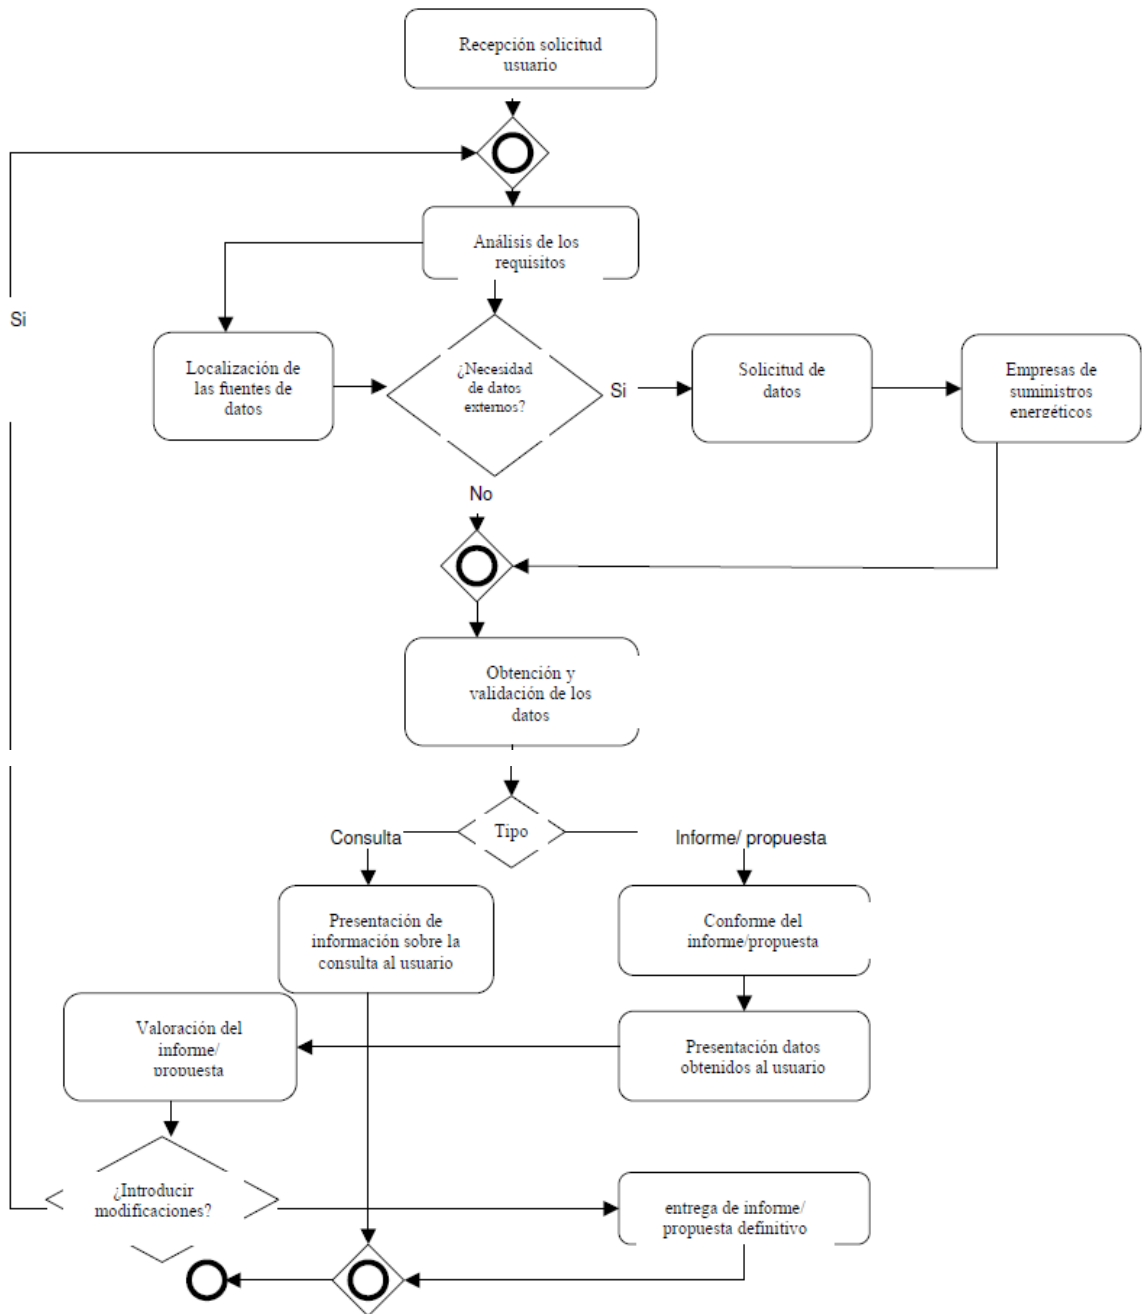 Recepción solicitud
usuario
Análisis de los
requisitos
Si
Localización de
las fuentes de
datos
¿Necesidad
de datos
externos?
Si
Solicitud de
datos
Empresas de
suministros
energéticos
No
Obtención y
validación de los
datos
Tipo
Consulta
Informe/ propuesta
Presentación de
información sobre la
consulta al usuario
Conforme del
informe/propuesta
Valoración del
informe/
propuesta
Presentación datos
obtenidos al usuario
¿Introducir
modificaciones?
entrega de informe/
propuesta definitivo